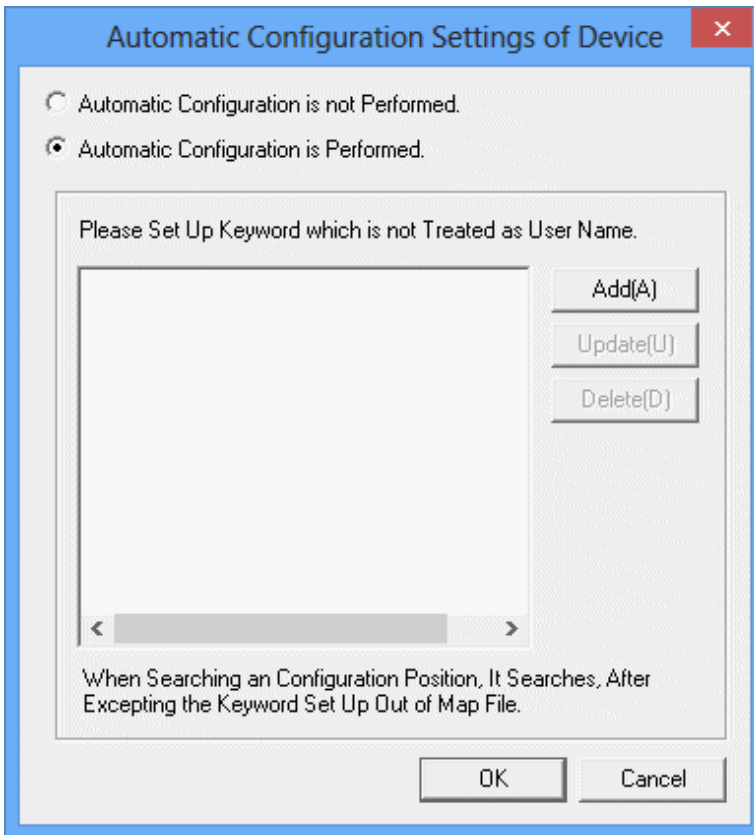 Automatic Configuration Settings of Device
Automatic Configuration is not Performed.
Automatic Configuration is Performed.
Please Set Up Keyword which is not Treated as User Name.
Add(A)
Update(U)
Delete(D)
When Searching an Configuration Position, It Searches, After
Excepting the Keyword Set Up Out of Map File.
OK
Cancel